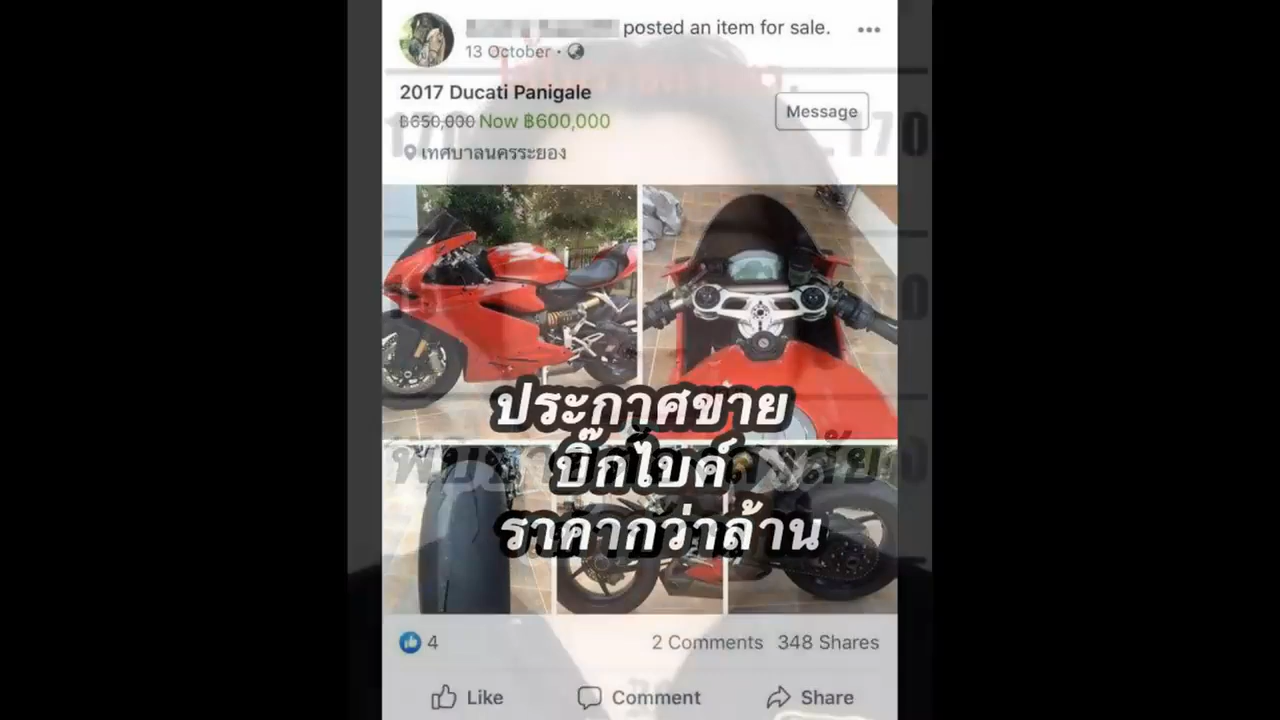 posted an item for sale.
13 October
2017 Ducati Panigale
Message
฿650,000 Now ฿600,000
170
170
เทศบาลนครระยอง
ประกาศขาย
บิ๊กไบค์
ราคากว่าล้าน
4
2 Comments 348 Shares
Like Comment Share